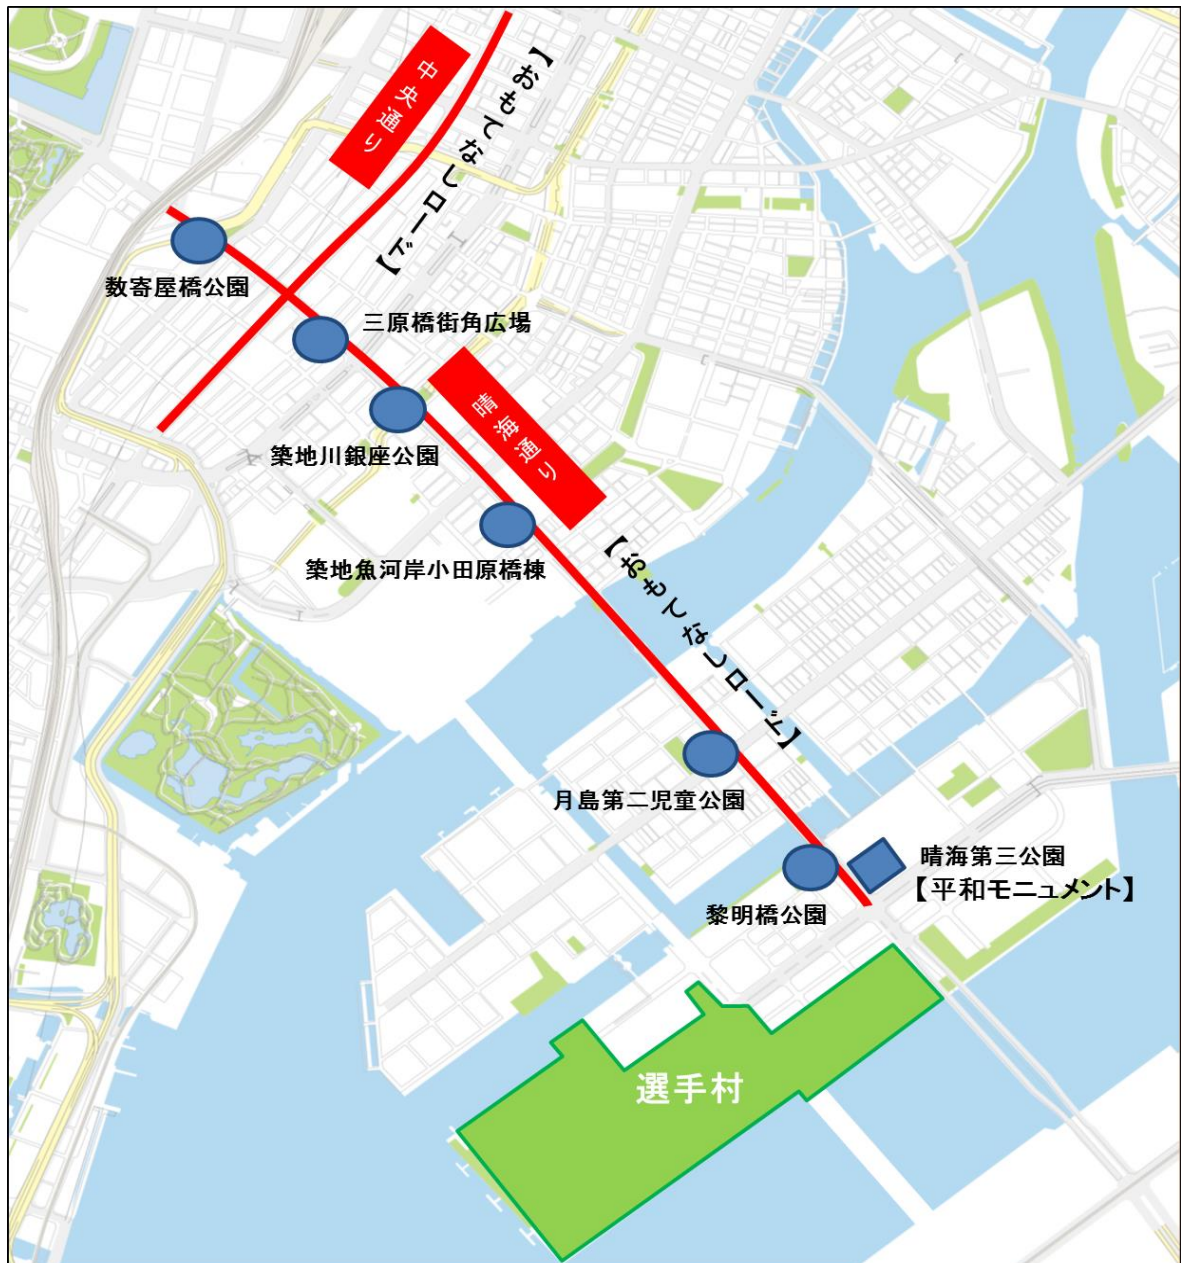 中央通り
【おもてなしロード】
数寄屋橋公園
三原橋街角広場
晴海通り
築地川銀座公園
築地魚河岸小田原橋棟
【おもてなしロード】
月島第二児童公園
晴海第三公園
【平和モニュメント】
黎明橋公園
選手村